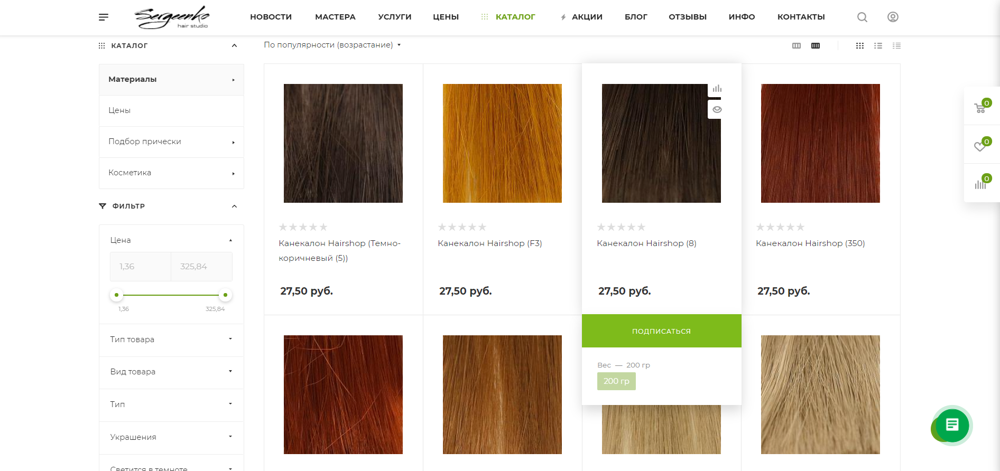 Sergeenko
hair studio
НОВОСТИ
МАСТЕРА
УСЛУГИ
ЦЕНЫ
КАТАЛОГ
АКЦИИ
БЛОГ
ОТЗЫВЫ
ИНФО
КОНТАКТЫ
КАТАЛОГ
Материалы
Цены
Подбор прически
Косметика
ФИЛЬТР
Цена
1,36
325,84
1,36
325,84
Тип товара
Вид товара
Тип
Украшения
Светится в темноте
По популярности (возрастание)
Канекалон Hairshop (Темно-
коричневый (5))
27,50 руб.
Канекалон Hairshop (F3)
27,50 руб.
Канекалон Hairshop (8)
27,50 руб.
ПОДПИСАТЬСЯ
Вес — 200 гр
200 гр
Канекалон Hairshop (350)
27,50 руб.
0
0
0